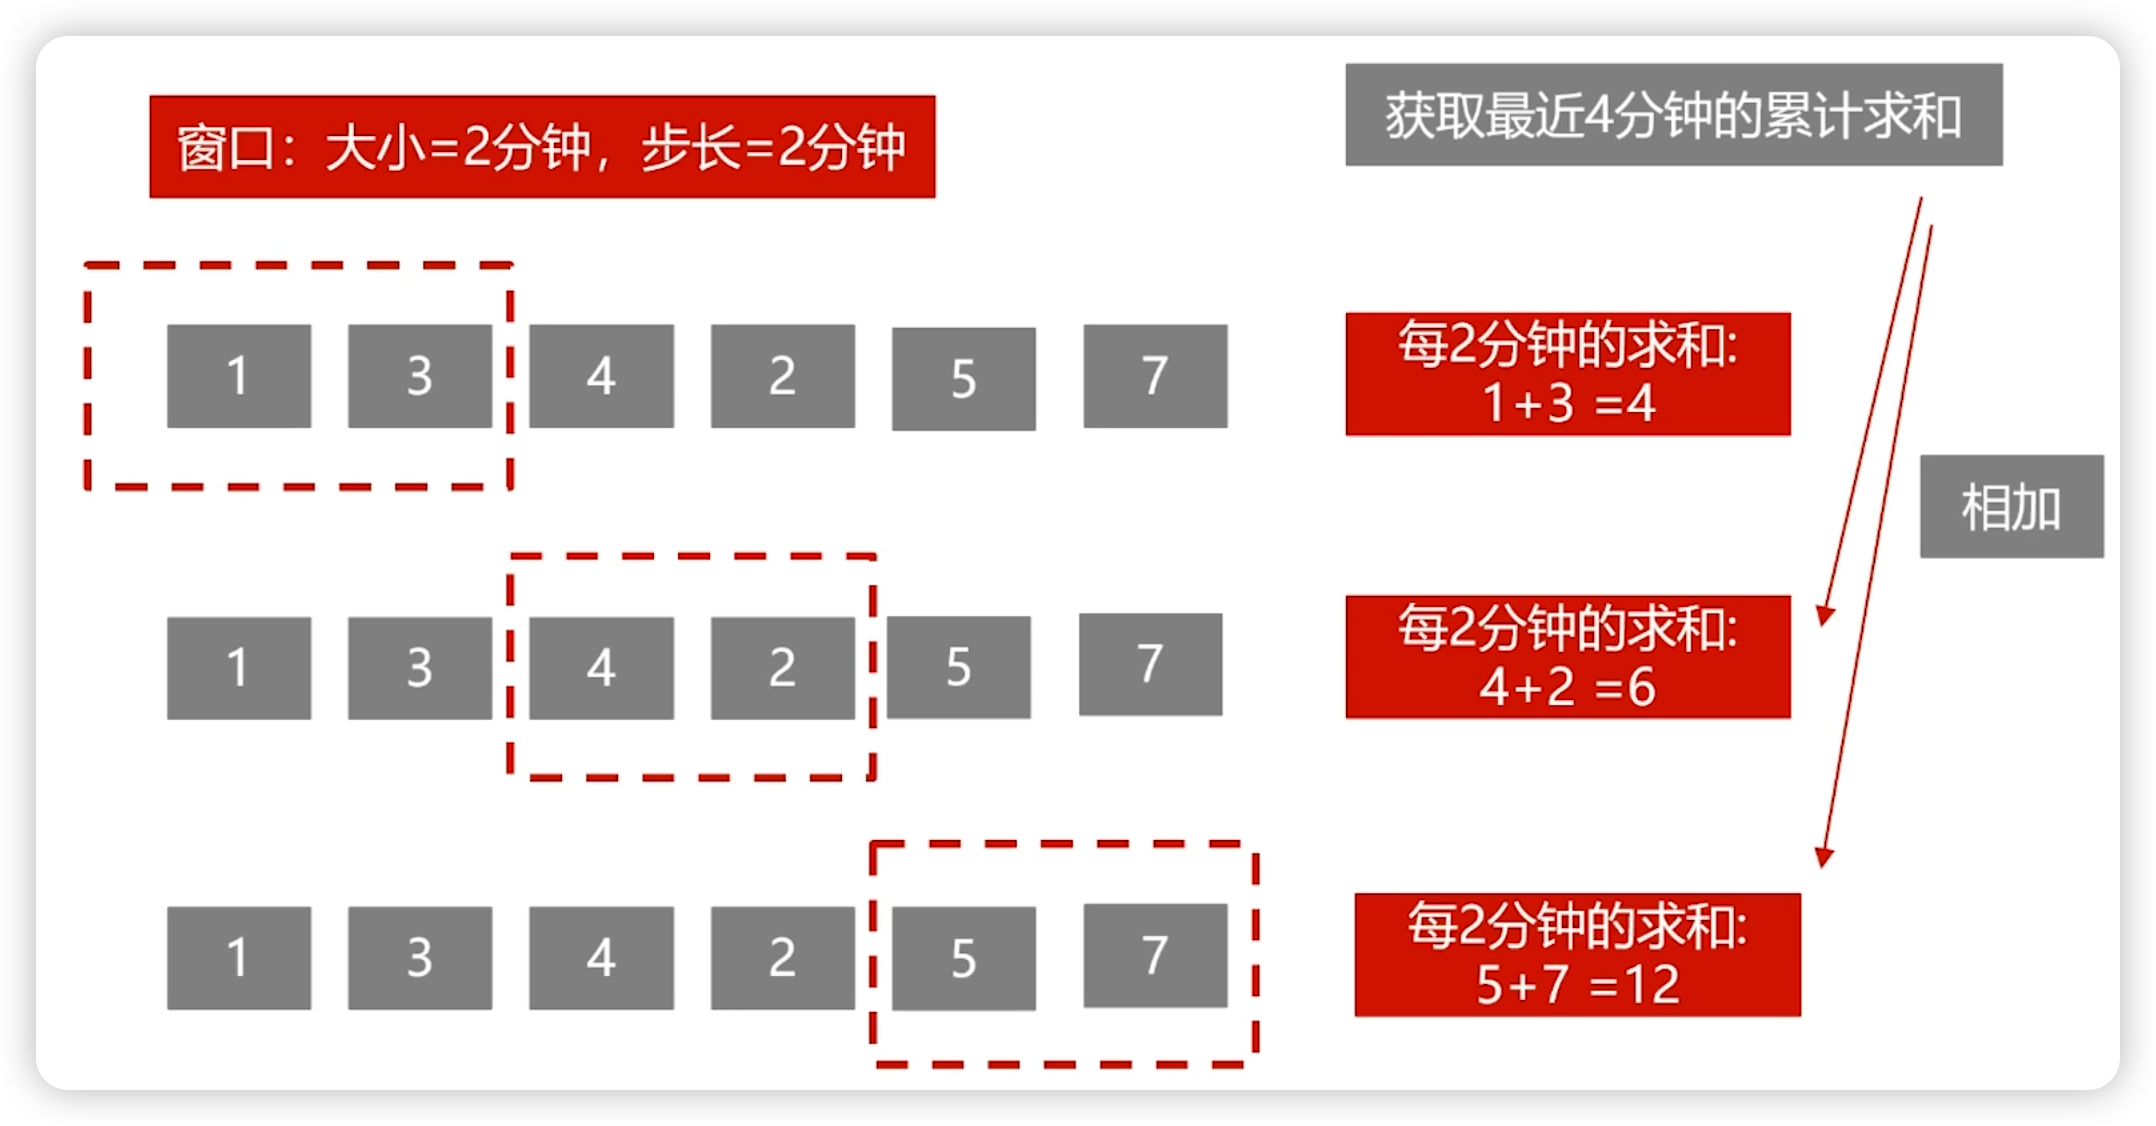 窗口：大小=2分钟，步长=2分钟
获取最近4分钟的累计求和
1 3 4 2 5 7
每2分钟的求和:
1+3 =4
相加
1 3 4 2 5 7
每2分钟的求和:
4+2 =6
1 3 4 2 5 7
每2分钟的求和:
5+7 =12